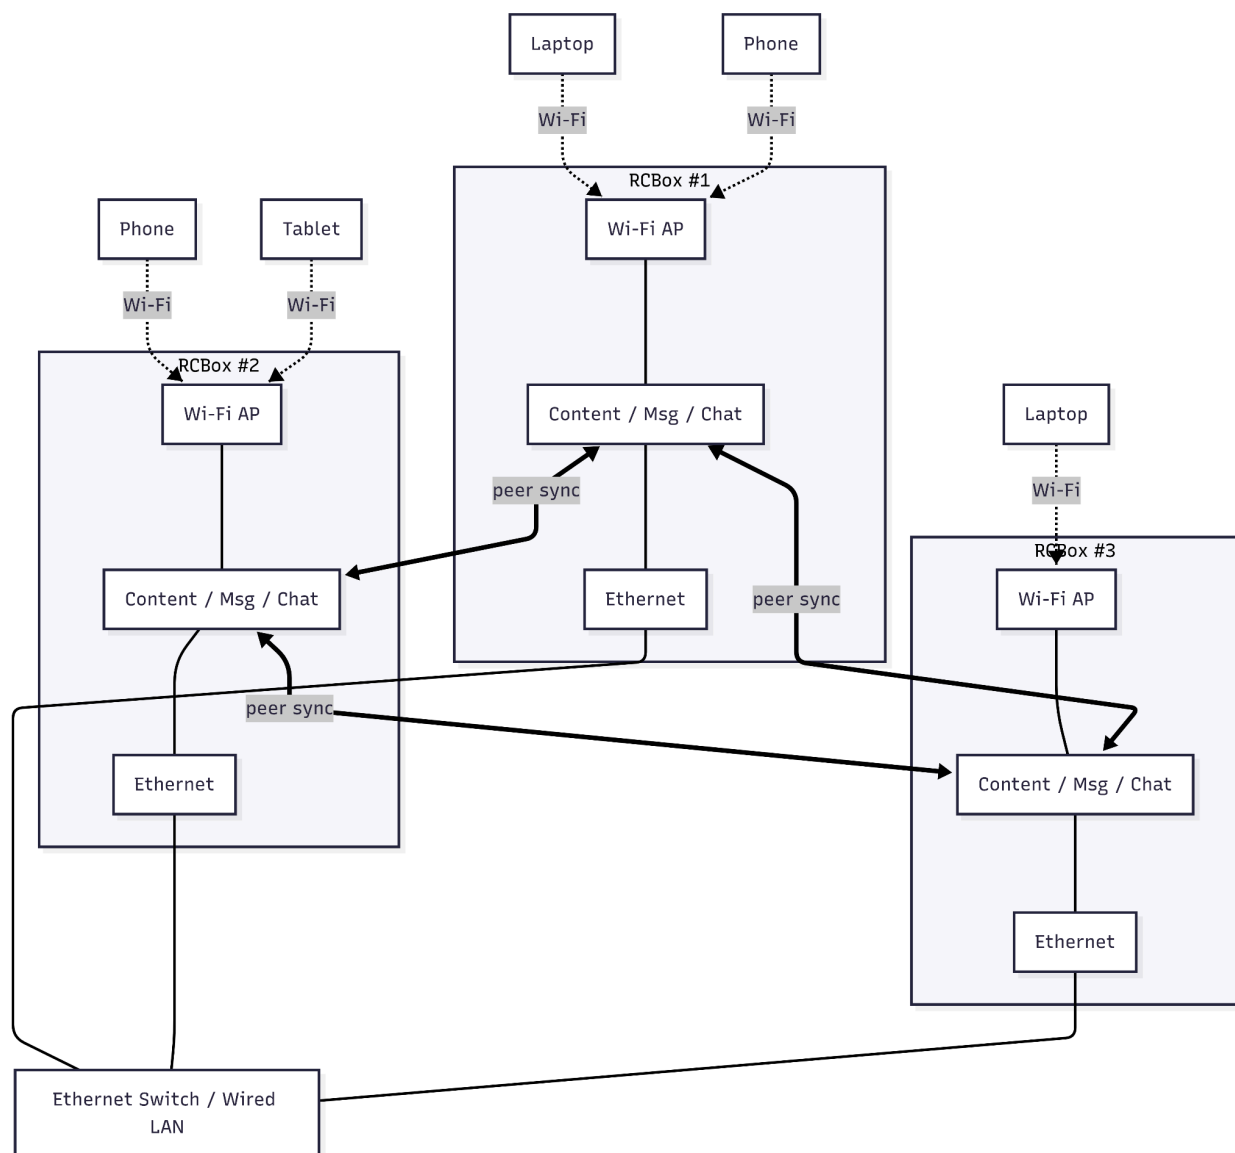 Laptop
Phone
Wi-Fi
Wi-Fi
RCBox #1
Wi-Fi AP
Phone
Tablet
Wi-Fi
Wi-Fi
RCBox #2
Wi-Fi AP
Content / Msg / Chat
Laptop
peer sync
Wi-Fi
RCBox #3
Content / Msg / Chat
Ethernet
peer sync
Wi-Fi AP
peer sync
Ethernet
Content / Msg / Chat
Ethernet
Ethernet Switch / Wired
LAN